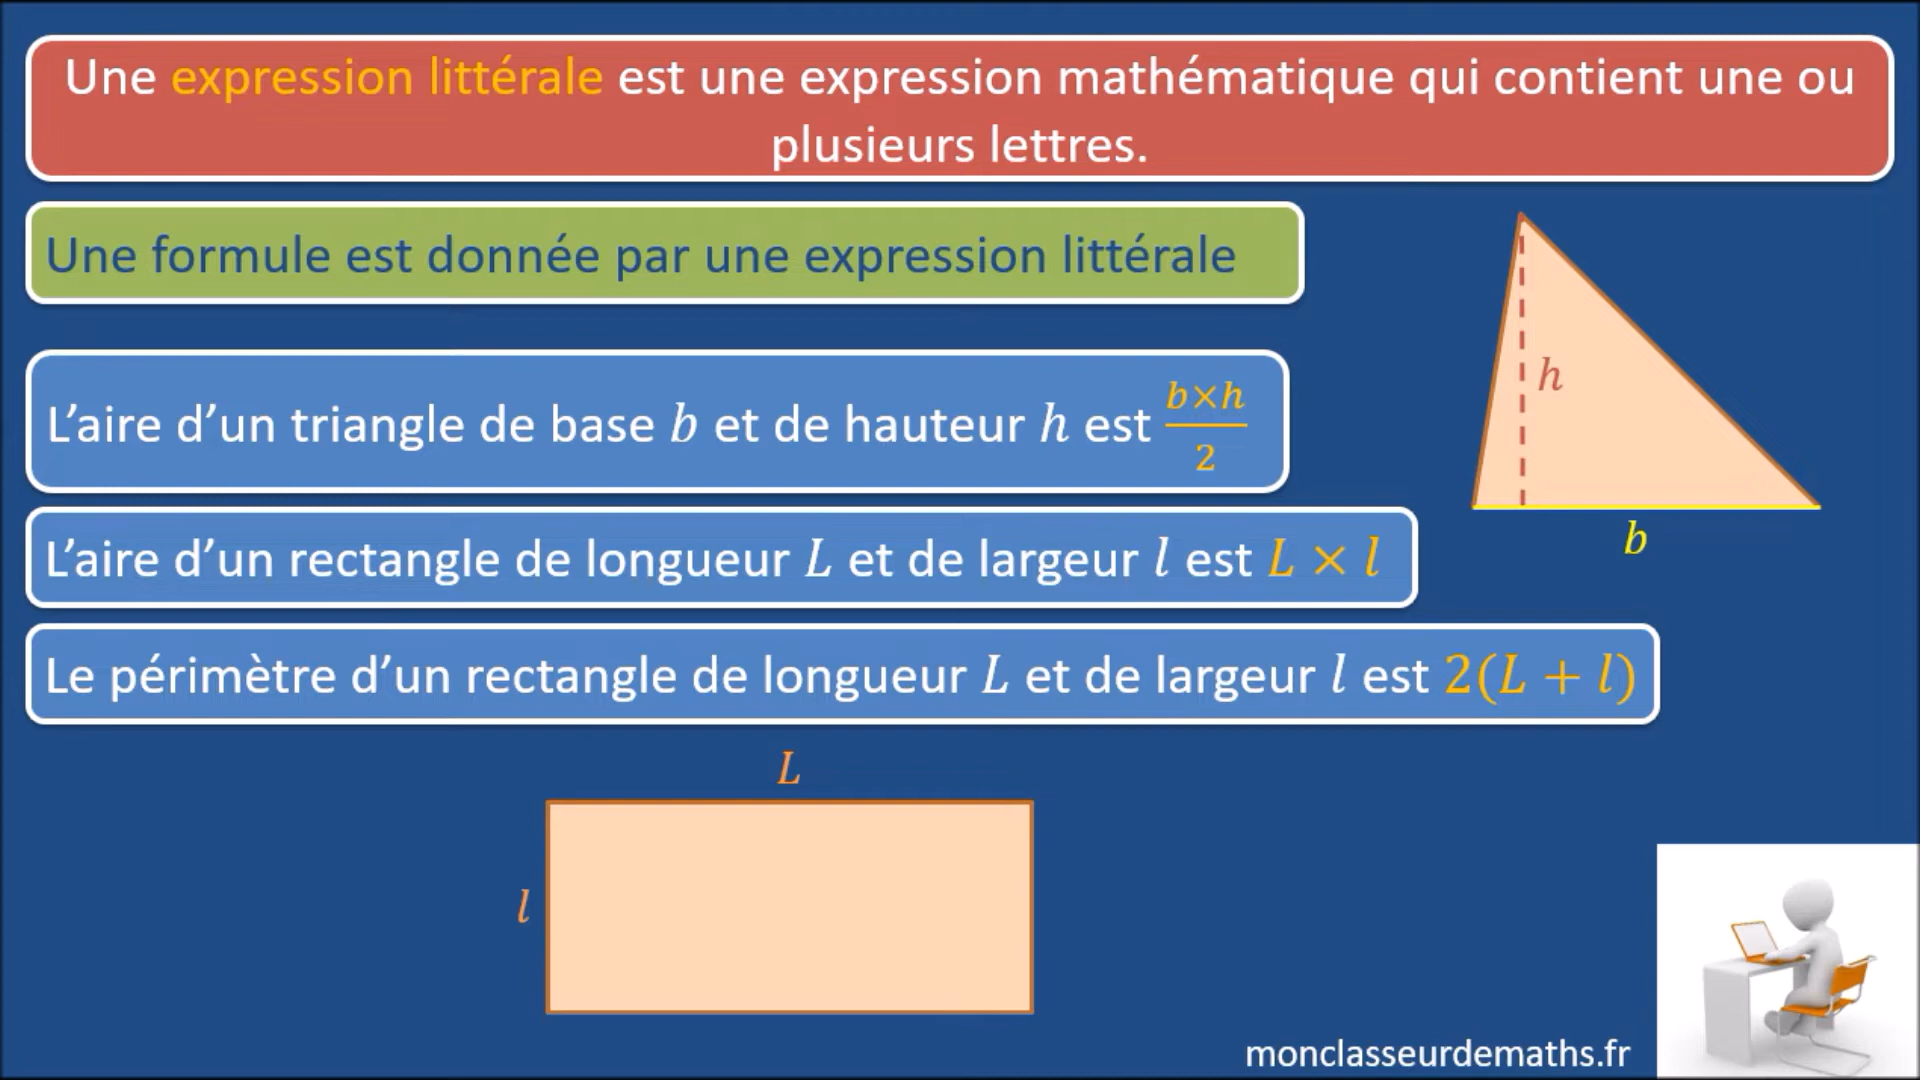 Une expression littérale est une expression mathématique qui contient une ou
plusieurs lettres.
Une formule est donnée par une expression littérale
L’aire d’un triangle de base b et de hauteur h est b×h/2
h
b
L’aire d’un rectangle de longueur L et de largeur l est L × l
Le périmètre d’un rectangle de longueur L et de largeur l est 2(L + l)
L
l
monclasseurdemaths.fr